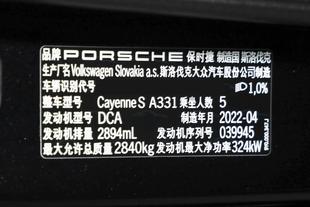 品牌 PORSCHE 保时捷 制造国 斯洛伐克
生产厂名 Volkswagen Slovakia a.s. 斯洛伐克大众汽车股份公司制造
车辆识别代号 1,0%
整车型号 Cayenne S A331 乘坐人数 5
发动机型号 DCA 制造年月 2022-04
发动机排量 2894mL 发动机号 039945
最大允许总质量 2840kg 发动机最大净功率 324kW